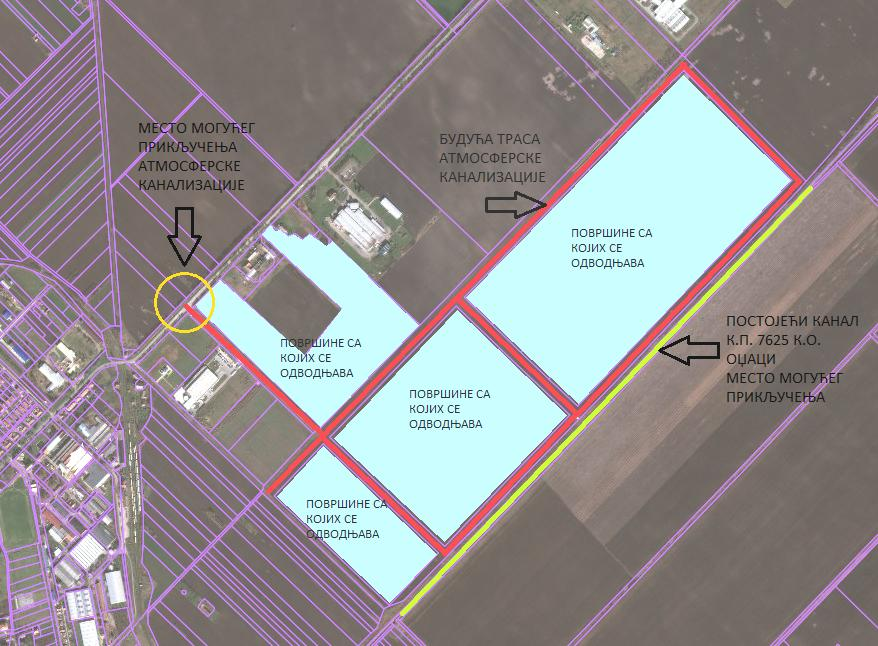 МЕСТО МОГУЋЕГ
ПРИКЉУЧЕЊА
АТМОСФЕРСКЕ
КАНАЛИЗАЦИЈЕ
БУДУЋА ТРАСА
АТМОСФЕРСКЕ
КАНАЛИЗАЦИЈЕ
ПОВРШИНЕ СА
КОЈИХ СЕ
ОДВОДЊАВА
ПОСТОЈЕЋИ КАНАЛ
К.П. 7625 К.О.
ОЏАЦИ
МЕСТО МОГУЋЕГ
ПРИКЉУЧЕЊА
ПОВРШИНЕ СА
КОЈИХ СЕ
ОДВОДЊАВА
ПОВРШИНЕ СА
КОЈИХ СЕ
ОДВОДЊАВА
ПОВРШИНЕ СА
КОЈИХ СЕ
ОДВОДЊАВА